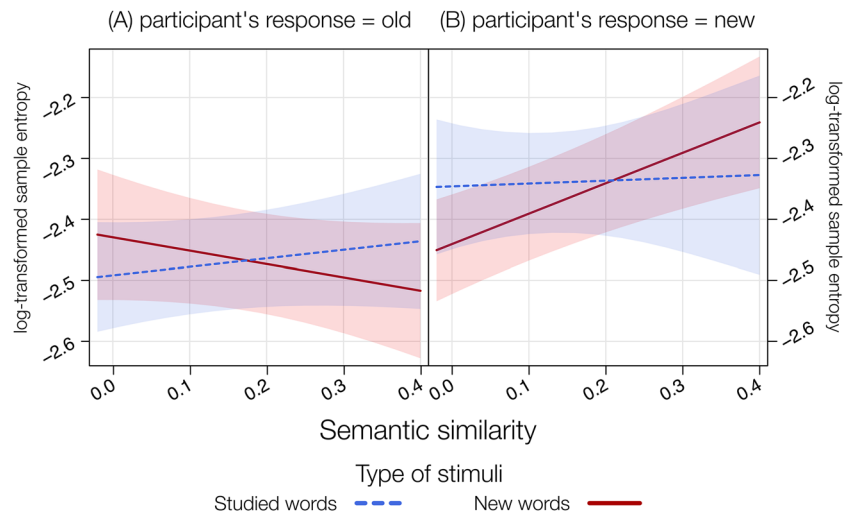 (A) participant's response = old
(B) participant's response = new
log-transformed sample entropy
−2.2
−2.3
−2.4
−2.5
−2.6
−2.2
−2.3
−2.4
−2.5
−2.6
log-transformed sample entropy
0.0 0.1 0.2 0.3 0.4
0.0 0.1 0.2 0.3 0.4
Semantic similarity
Type of stimuli
Studied words New words